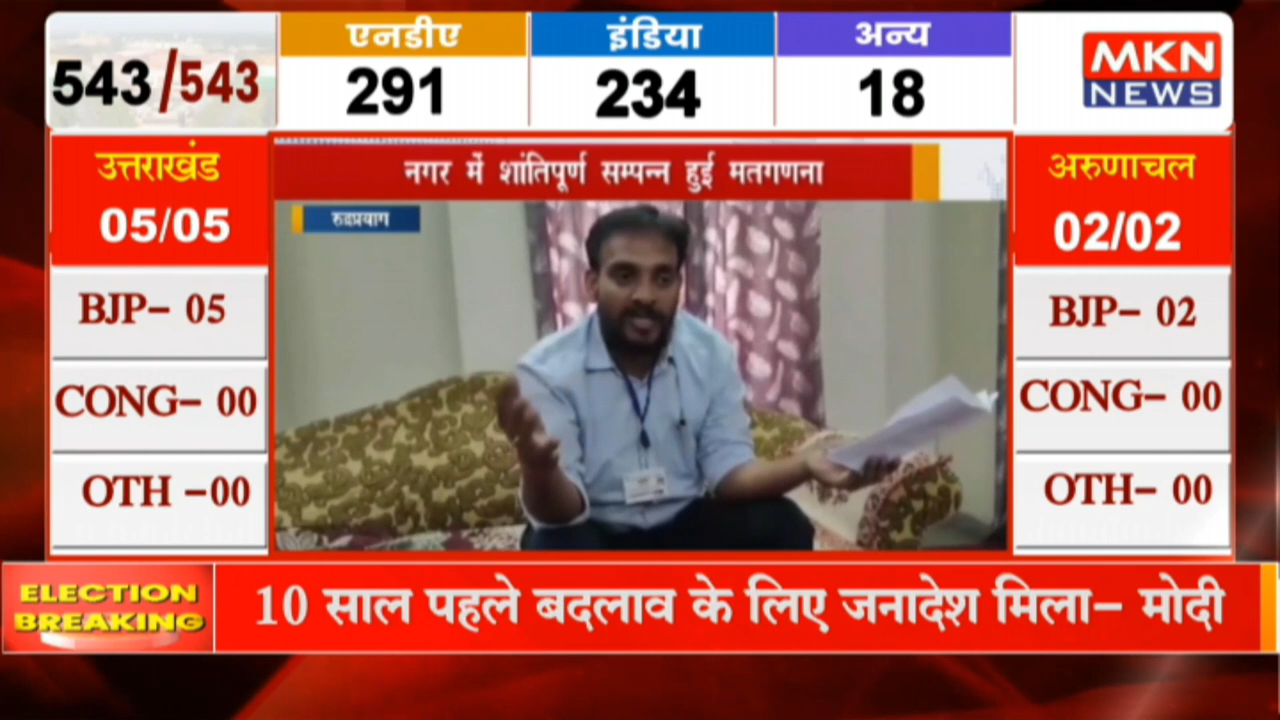 543/543
एनडीए
291
इंडिया
234
अन्य
18
MKN
NEWS
उत्तराखंड
05/05
BJP- 05
CONG- 00
OTH -00
नगर में शांतिपूर्ण सम्पन्न हुई मतगणना
रुद्रप्रयाग
अरुणाचल
02/02
BJP- 02
CONG- 00
OTH- 00
ELECTION
BREAKING
10 साल पहले बदलाव के लिए जनादेश मिला- मोदी